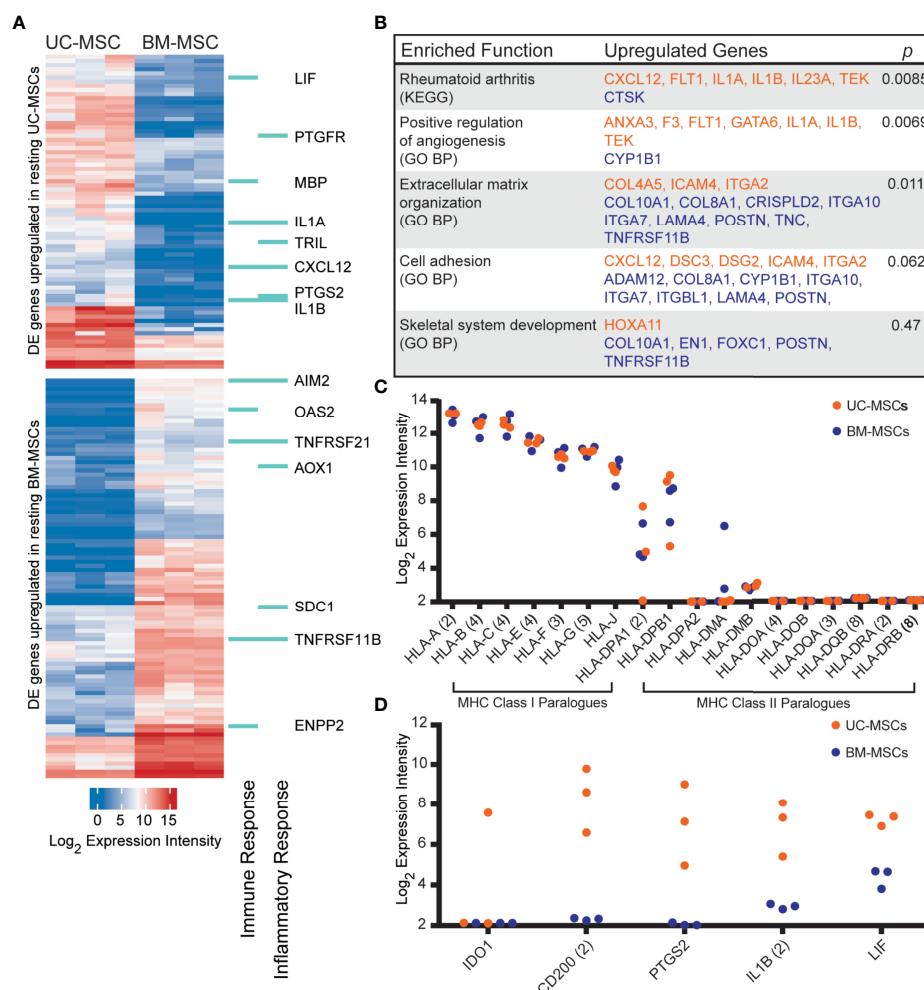 A
UC-MSC BM-MSC
DE genes upregulated in resting UC-MSCs
LIF
PTGFR
MBP
IL1A
TRIL
CXCL12
PTGS2
IL1B
DE genes upregulated in resting BM-MSCs
AIM2
OAS2
TNFRSF21
AOX1
SDC1
TNFRSF11B
ENPP2
0 5 10 15
Log2 Expression Intensity
Immune Response
Inflammatory Response
B
Enriched Function Upregulated Genes p
Rheumatoid arthritis CXCL12, FLT1, IL1A, IL1B, IL23A, TEK 0.0085
(KEGG) CTSK
Positive regulation ANXA3, F3, FLT1, GATA6, IL1A, IL1B, 0.0069
of angiogenesis TEK
(GO BP) CYP1B1
Extracellular matrix COL4A5, ICAM4, ITGA2 0.011
organization COL10A1, COL8A1, CRISPLD2, ITGA10
(GO BP) ITGA7, LAMA4, POSTN, TNC,
TNFRSF11B
Cell adhesion CXCL12, DSC3, DSG2, ICAM4, ITGA2 0.062
(GO BP) ADAM12, COL8A1, CYP1B1, ITGA10,
ITGA7, ITGBL1, LAMA4, POSTN,
Skeletal system development HOXA11 0.47
(GO BP) COL10A1, EN1, FOXC1, POSTN,
TNFRSF11B
C
Log2 Expression Intensity
14
12
10
8
6
4
2
UC-MSCs
BM-MSCs
HLA-A (2)
HLA-B (4)
HLA-C (4)
HLA-E (4)
HLA-F (3)
HLA-G (5)
HLA-J
HLA-DPA1 (2)
HLA-DPB1
HLA-DPA2
HLA-DMA
HLA-DMB
HLA-DOA (4)
HLA-DOB
HLA-DQA (3)
HLA-DQB (8)
HLA-DRA (2)
HLA-DRB (8)
MHC Class I Paralogues MHC Class II Paralogues
D
Log2 Expression Intensity
12
10
8
6
4
2
UC-MSCs
BM-MSCs
IDO1
CD200 (2)
PTGS2
IL1B (2)
LIF